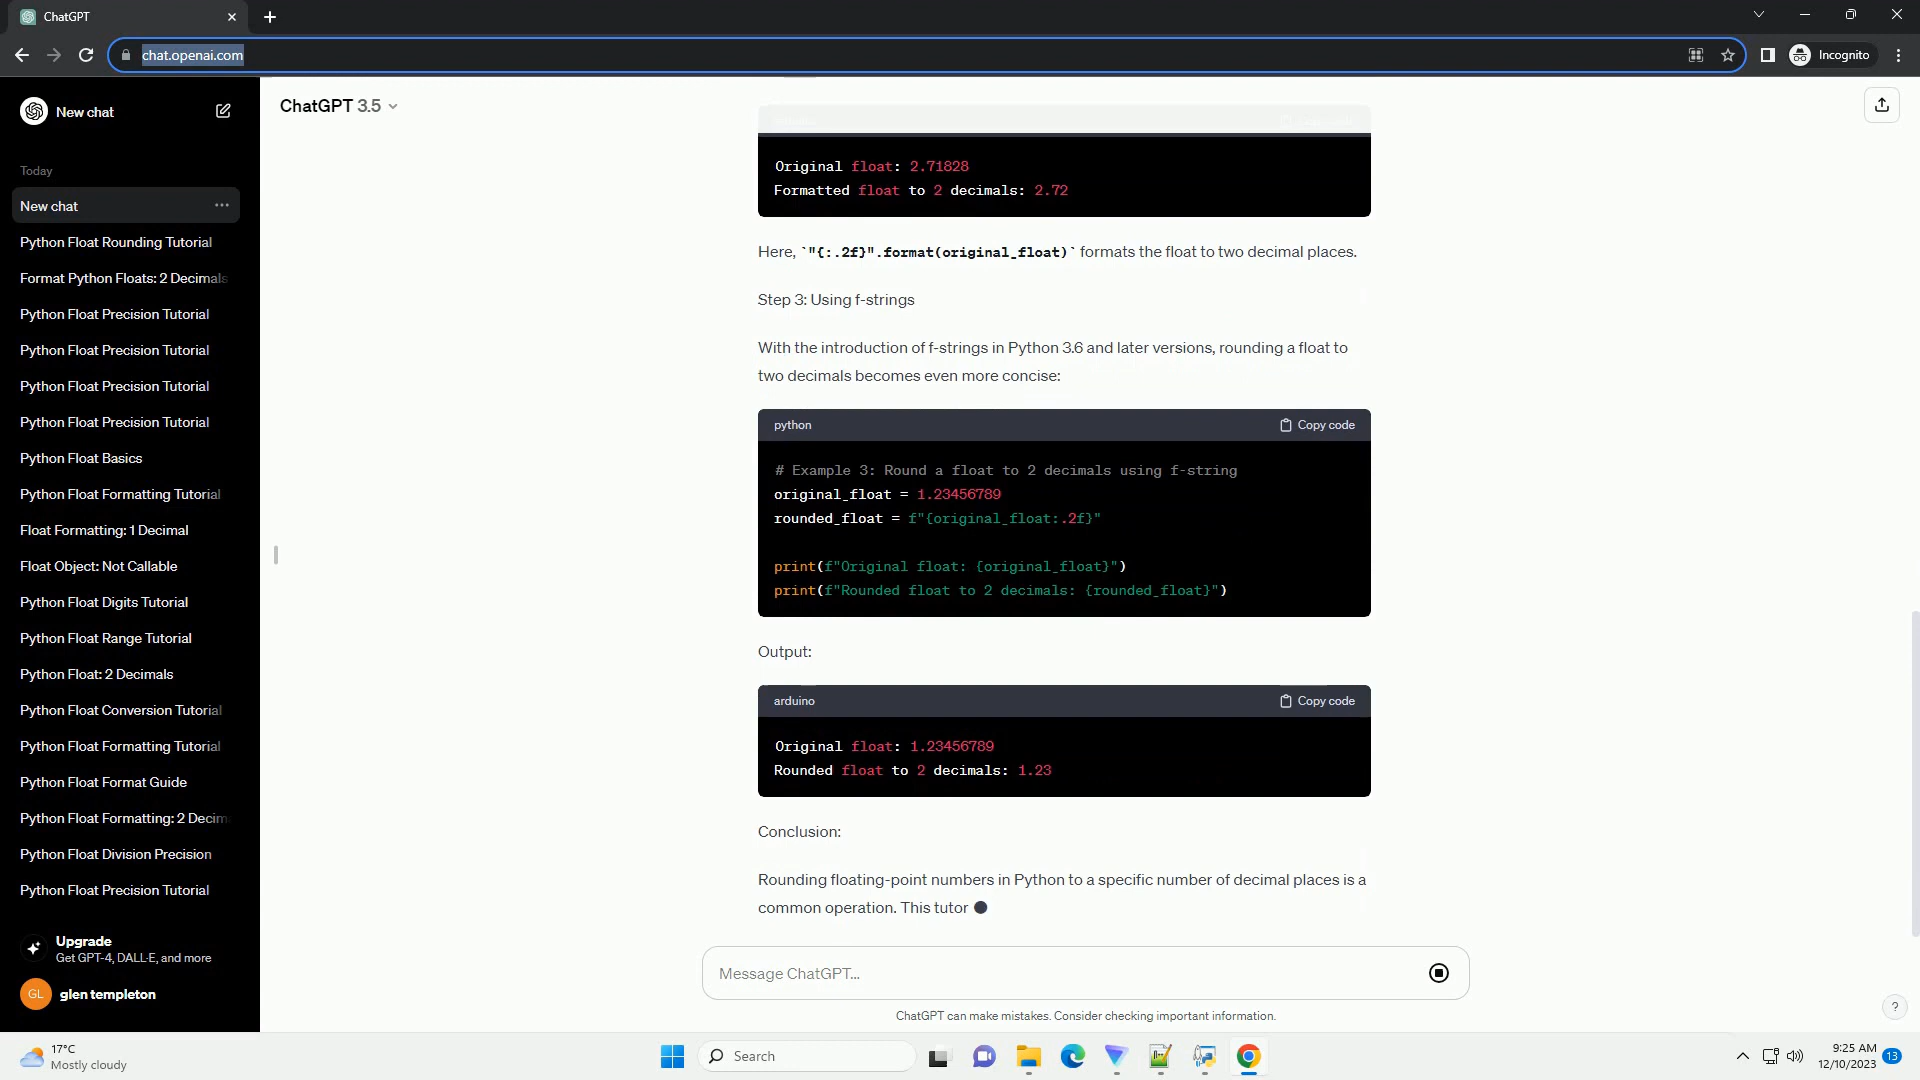 ChatGPT
chat.openai.com
Incognito
New chat
Today
New chat
Python Float Rounding Tutorial
Format Python Floats: 2 Decimals
Python Float Precision Tutorial
Python Float Precision Tutorial
Python Float Precision Tutorial
Python Float Precision Tutorial
Python Float Basics
Python Float Formatting Tutorial
Float Formatting: 1 Decimal
Float Object: Not Callable
Python Float Digits Tutorial
Python Float Range Tutorial
Python Float: 2 Decimals
Python Float Conversion Tutorial
Python Float Formatting Tutorial
Python Float Format Guide
Python Float Formatting: 2 Decim
Python Float Division Precision
Python Float Precision Tutorial
Upgrade
Get GPT-4, DALL·E, and more
GL glen templeton
ChatGPT 3.5
Original float: 2.71828
Formatted float to 2 decimals: 2.72
Here, `"{:.2f}".format(original_float)` formats the float to two decimal places.
Step 3: Using f-strings
With the introduction of f-strings in Python 3.6 and later versions, rounding a float to
two decimals becomes even more concise:
python Copy code
# Example 3: Round a float to 2 decimals using f-string
original_float = 1.23456789
rounded_float = f"{original_float:.2f}"
print(f"Original float: {original_float}")
print(f"Rounded float to 2 decimals: {rounded_float}")
Output:
arduino Copy code
Original float: 1.23456789
Rounded float to 2 decimals: 1.23
Conclusion:
Rounding floating-point numbers in Python to a specific number of decimal places is a
common operation. This tutor
Message ChatGPT...
ChatGPT can make mistakes. Consider checking important information.
?
17°C
Mostly cloudy
Search
9:25 AM
12/10/2023
13